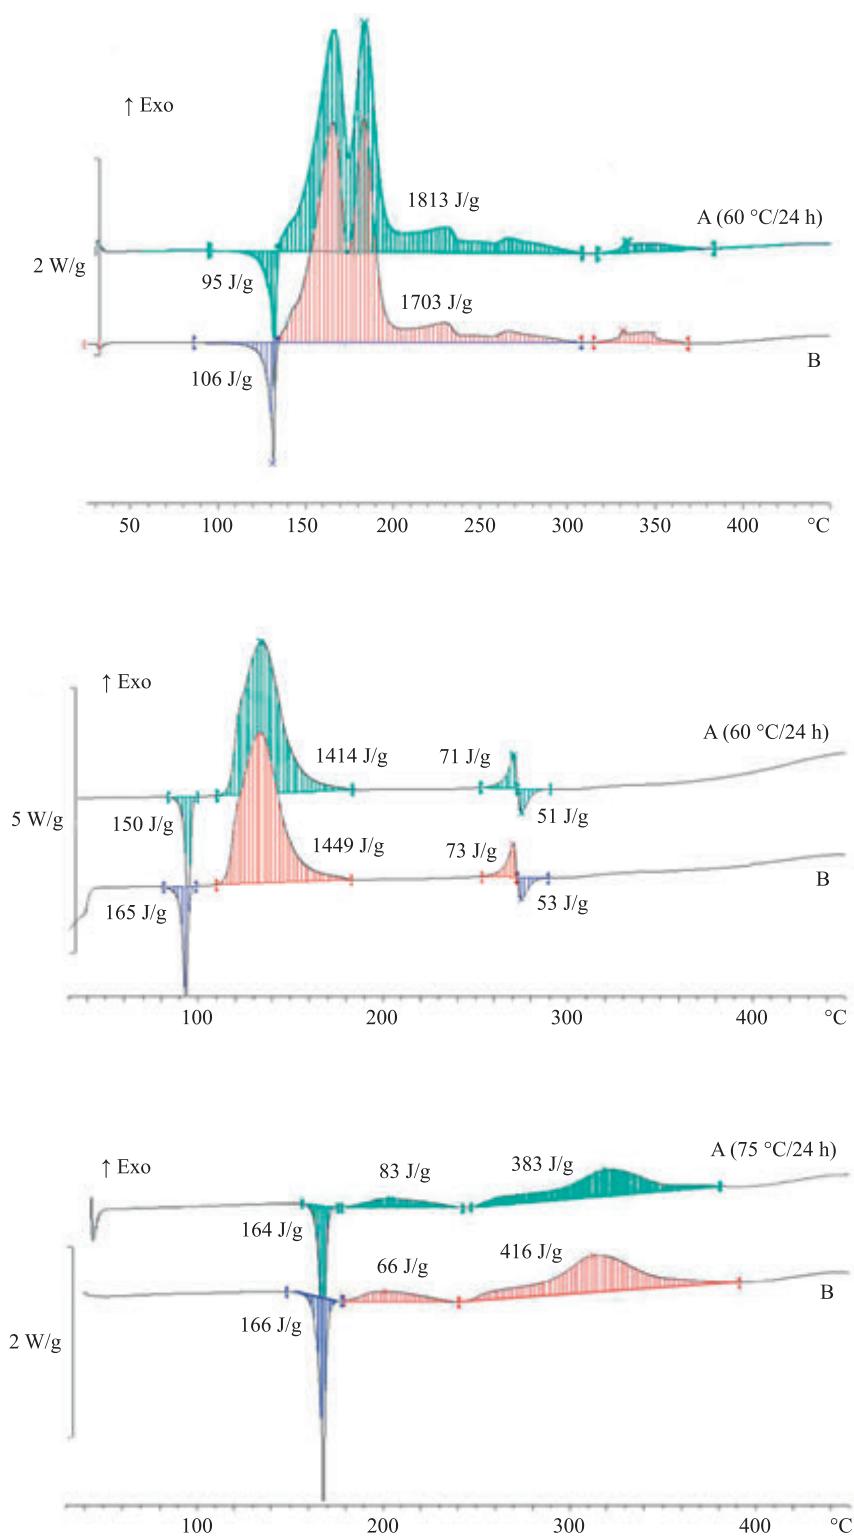 ↑ Exo
1813 J/g
A (60 °C/24 h)
2 W/g
95 J/g
1703 J/g
B
106 J/g
50 100 150 200 250 300 350 400 °C
↑ Exo
A (60 °C/24 h)
1414 J/g
71 J/g
5 W/g
150 J/g
51 J/g
1449 J/g
73 J/g
B
165 J/g
53 J/g
100 200 300 400 °C
A (75 °C/24 h)
↑ Exo
83 J/g
383 J/g
164 J/g
66 J/g
416 J/g
B
166 J/g
2 W/g
100 200 300 400 °C